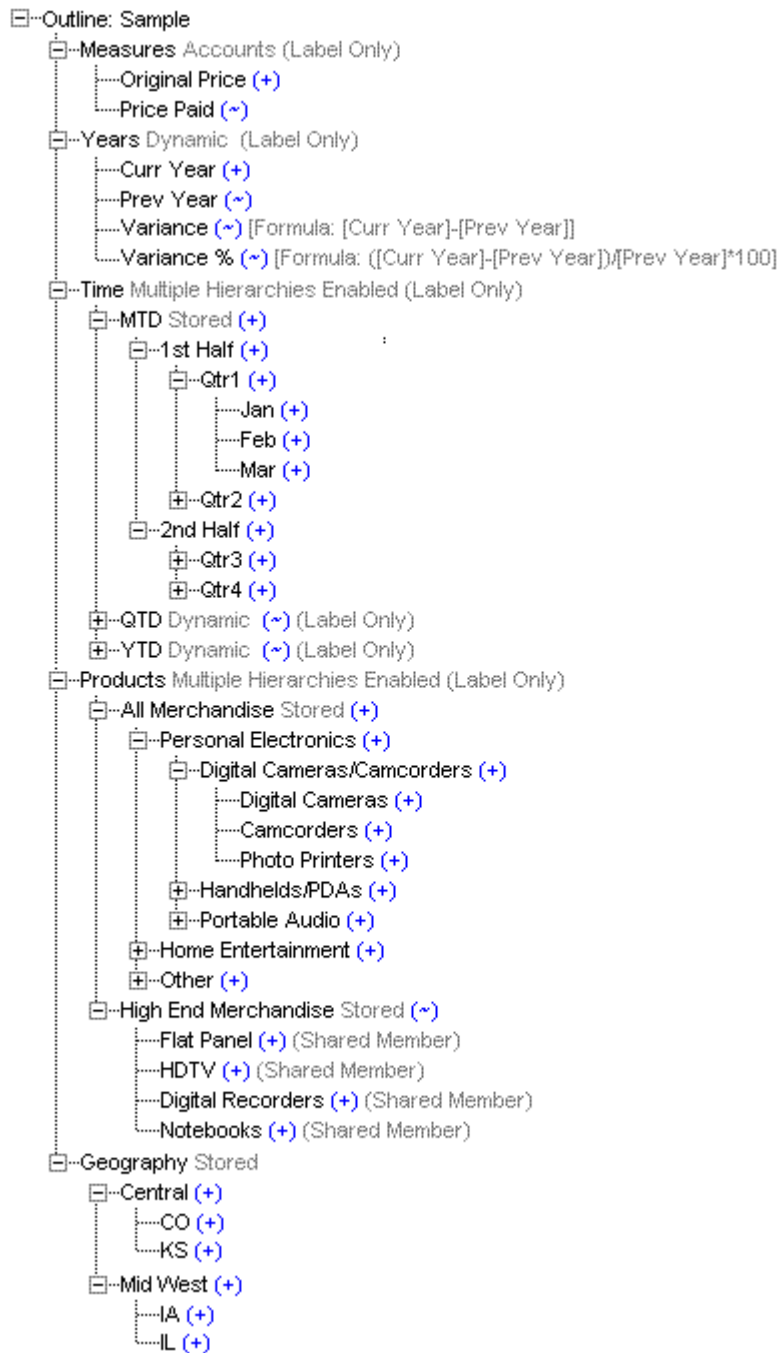 Outline: Sample
Measures Accounts (Label Only)
Original Price (+)
Price Paid (~)
Years Dynamic (Label Only)
Curr Year (+)
Prev Year (~)
Variance (~) [Formula: [Curr Year]-[Prev Year]]
Variance % (~) [Formula: ([Curr Year]-[Prev Year])/[Prev Year]*100]
Time Multiple Hierarchies Enabled (Label Only)
MTD Stored (+)
1st Half (+)
Qtr1 (+)
Jan (+)
Feb (+)
Mar (+)
Qtr2 (+)
2nd Half (+)
Qtr3 (+)
Qtr4 (+)
QTD Dynamic (~) (Label Only)
YTD Dynamic (~) (Label Only)
Products Multiple Hierarchies Enabled (Label Only)
All Merchandise Stored (+)
Personal Electronics (+)
Digital Cameras/Camcorders (+)
Digital Cameras (+)
Camcorders (+)
Photo Printers (+)
Handhelds/PDAs (+)
Portable Audio (+)
Home Entertainment (+)
Other (+)
High End Merchandise Stored (~)
Flat Panel (+) (Shared Member)
HDTV (+) (Shared Member)
Digital Recorders (+) (Shared Member)
Notebooks (+) (Shared Member)
Geography Stored
Central (+)
CO (+)
KS (+)
Mid West (+)
IA (+)
IL (+)